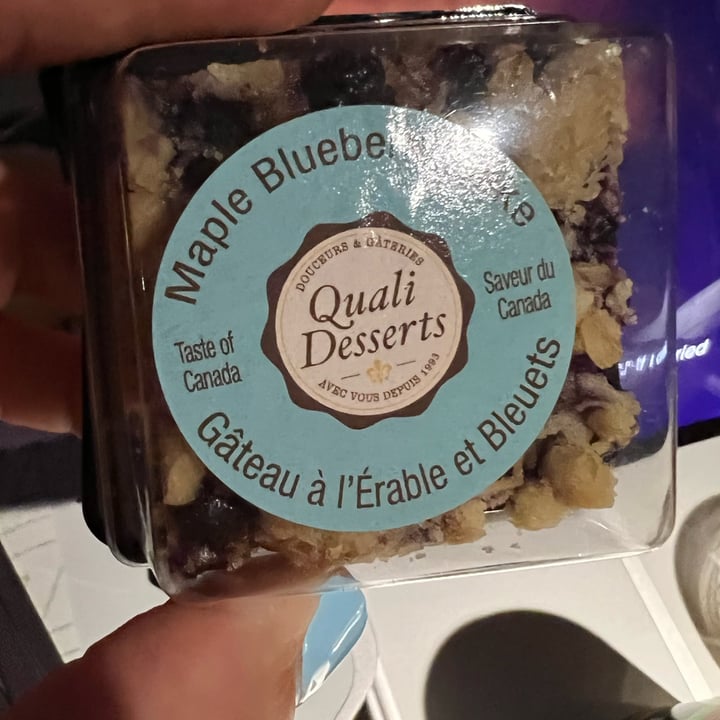 Maple
Taste of
Canada
DOUCEURS & GÂTERIES
Quali
Desserts
AVEC VOUS DEPUIS 1993
Saveur du
Canada
Gâteau à l'Érable et Bleuets